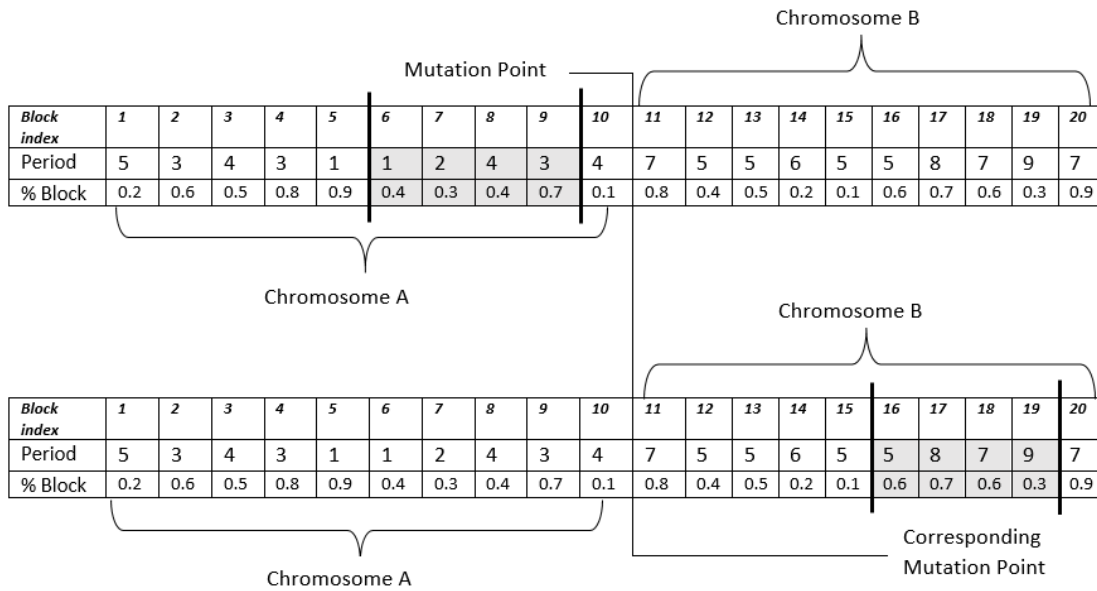 Chromosome B
Mutation Point
Block index 1 2 3 4 5 6 7 8 9 10 11 12 13 14 15 16 17 18 19 20
Period 5 3 4 3 1 1 2 4 3 4 7 5 5 6 5 5 8 7 9 7
% Block 0.2 0.6 0.5 0.8 0.9 0.4 0.3 0.4 0.7 0.1 0.8 0.4 0.5 0.2 0.1 0.6 0.7 0.6 0.3 0.9
Chromosome A
Chromosome B
Block index 1 2 3 4 5 6 7 8 9 10 11 12 13 14 15 16 17 18 19 20
Period 5 3 4 3 1 1 2 4 3 4 7 5 5 6 5 5 8 7 9 7
% Block 0.2 0.6 0.5 0.8 0.9 0.4 0.3 0.4 0.7 0.1 0.8 0.4 0.5 0.2 0.1 0.6 0.7 0.6 0.3 0.9
Chromosome A
Corresponding
Mutation Point